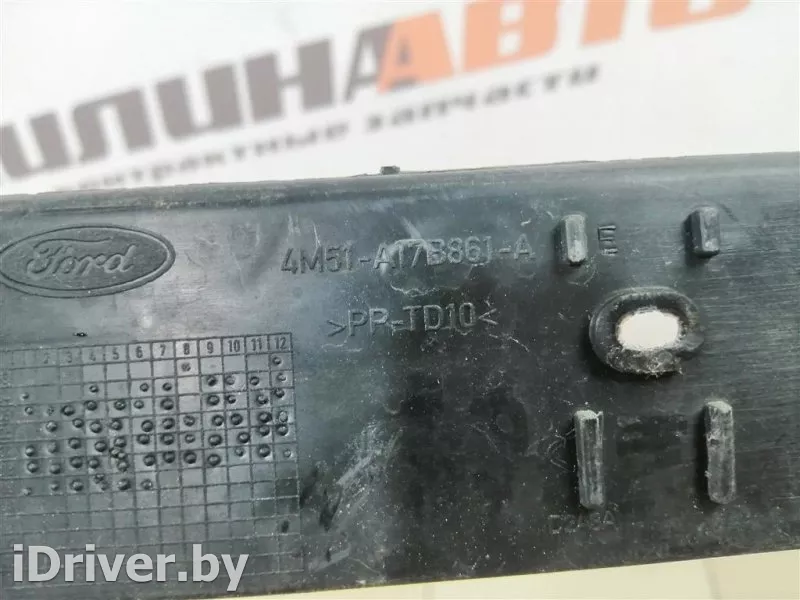 ИЛИНАВТО
контрактные запчасти
Ford
4M51-A17B861-A
>PP-TD10<
1 2 3 4 5 6 7 8 9 10 11 12
iDriver.by